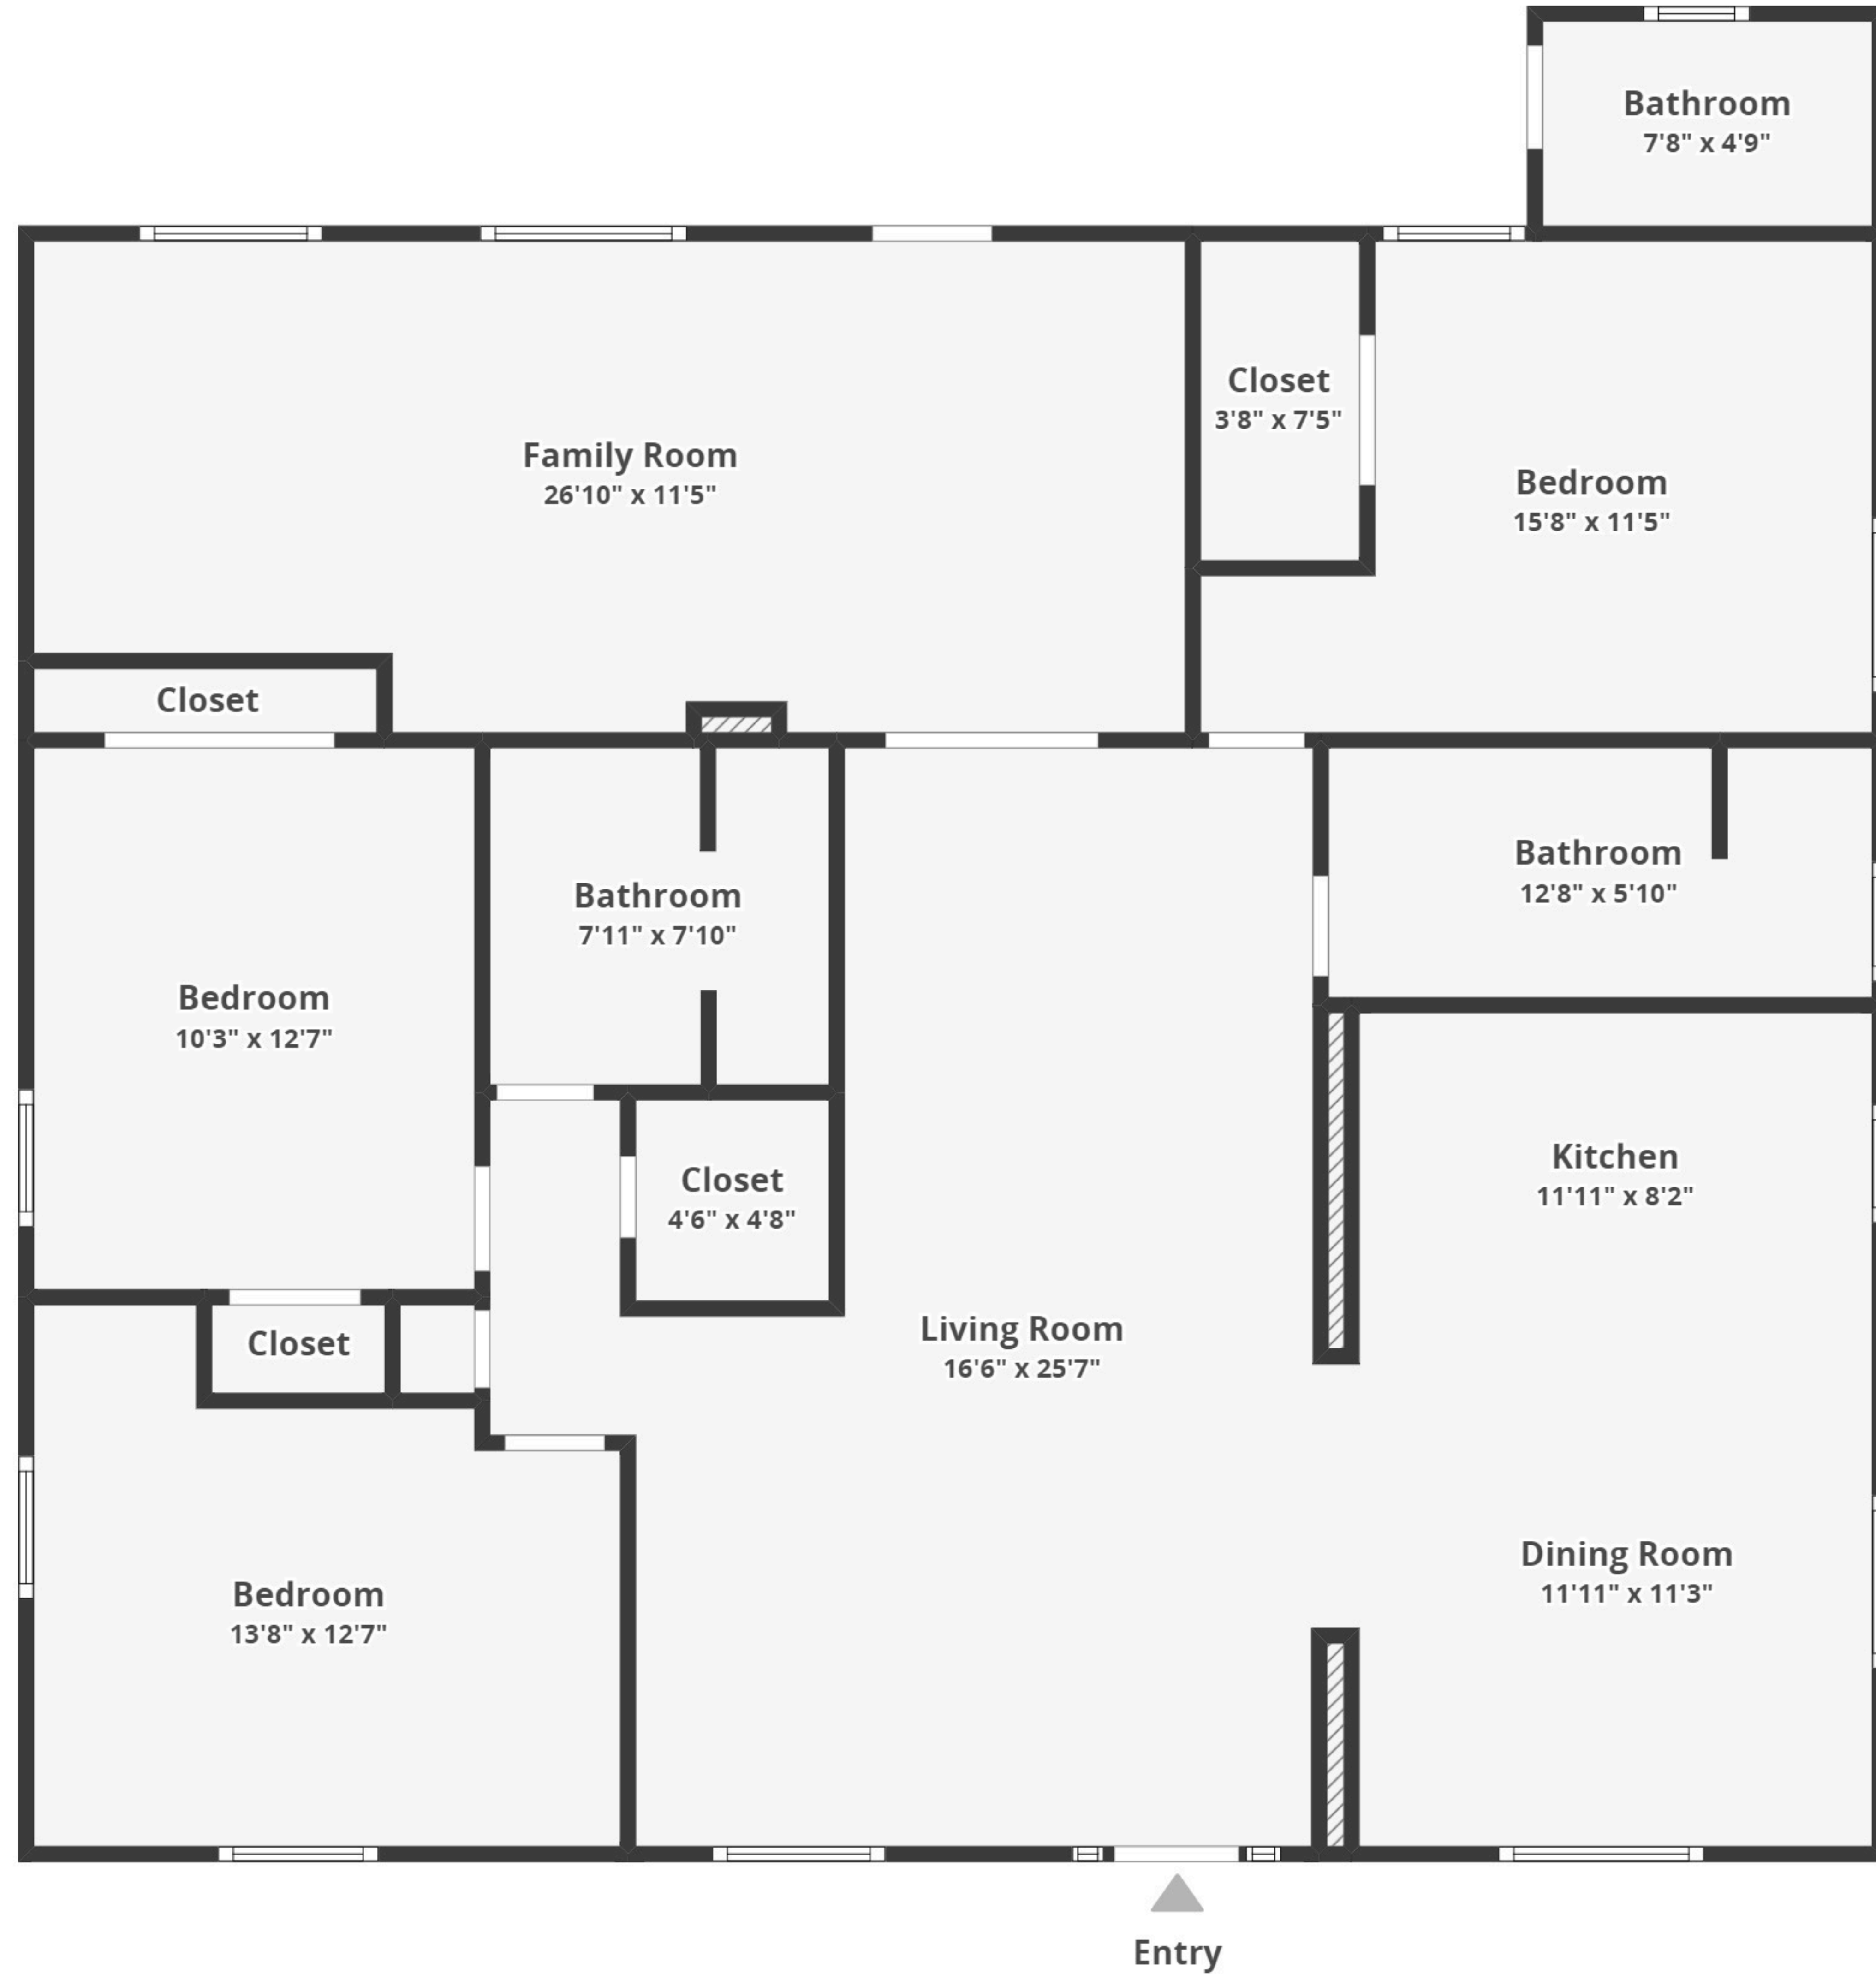 Bathroom
7'8" x 4'9"
Closet
3'8" x 7'5"
Family Room
26'10" x 11'5"
Bedroom
15'8" x 11'5"
Closet
Bathroom
12'8" x 5'10"
Bathroom
7'11" x 7'10"
Bedroom
10'3" x 12'7"
Kitchen
11'11" x 8'2"
Closet
4'6" x 4'8"
Living Room
16'6" x 25'7"
Closet
Dining Room
11'11" x 11'3"
Bedroom
13'8" x 12'7"
Entry